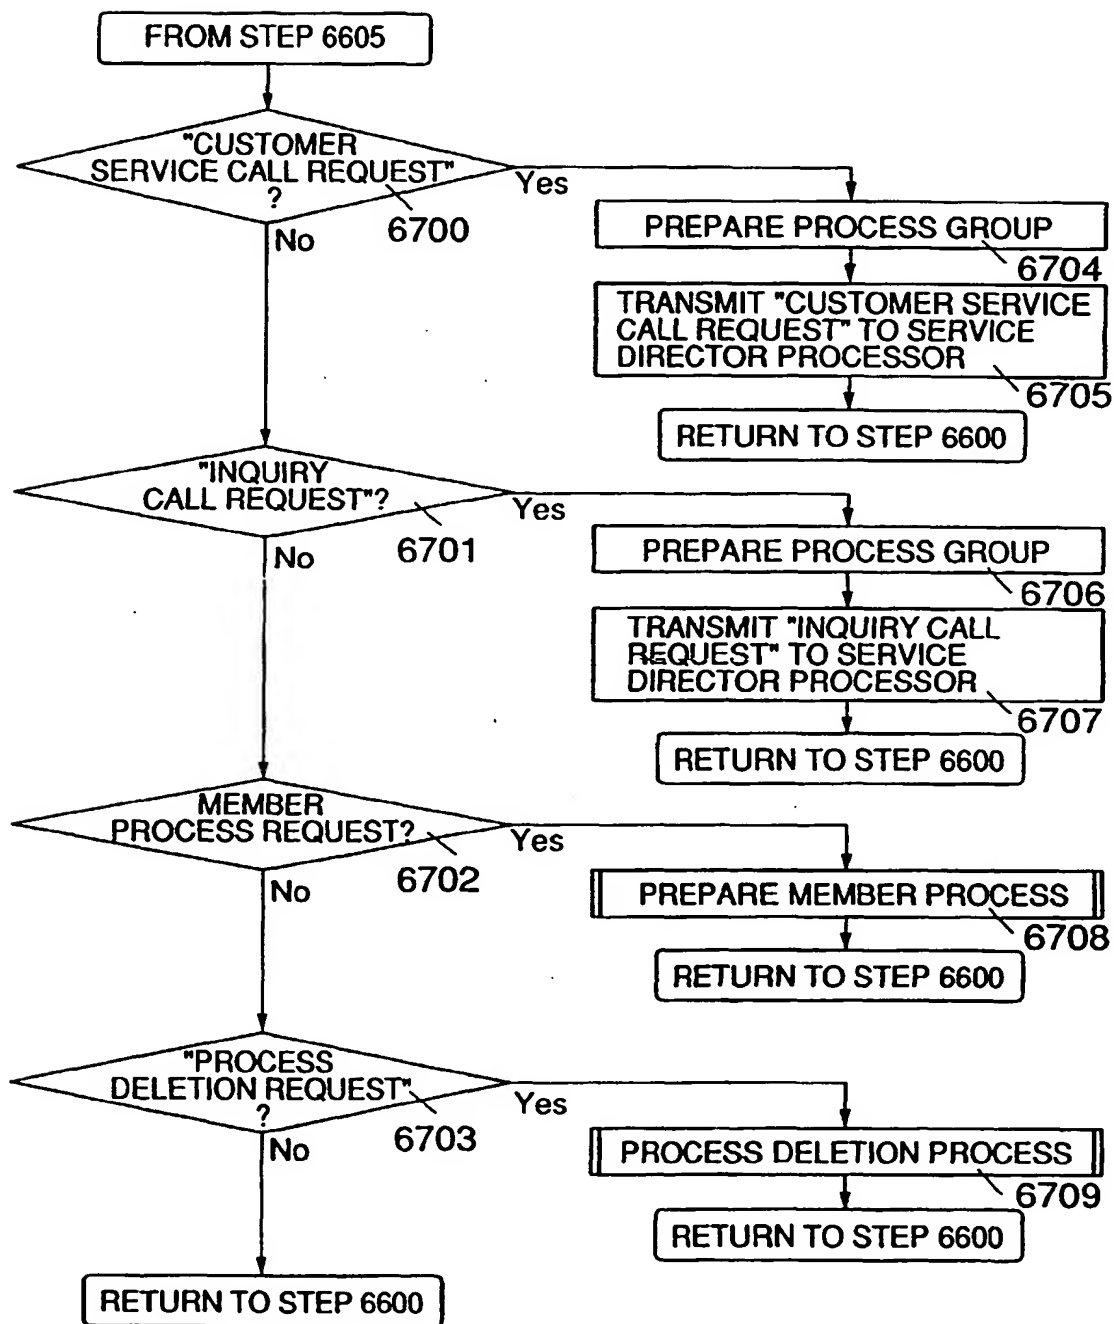 FROM STEP 6605
"CUSTOMER
SERVICE CALL REQUEST"
?
6700
Yes
No
PREPARE PROCESS GROUP
6704
TRANSMIT "CUSTOMER SERVICE
CALL REQUEST" TO SERVICE
DIRECTOR PROCESSOR
6705
RETURN TO STEP 6600
"INQUIRY
CALL REQUEST"?
6701
Yes
No
PREPARE PROCESS GROUP
6706
TRANSMIT "INQUIRY CALL
REQUEST" TO SERVICE
DIRECTOR PROCESSOR
6707
RETURN TO STEP 6600
MEMBER
PROCESS REQUEST?
6702
Yes
No
PREPARE MEMBER PROCESS
6708
RETURN TO STEP 6600
"PROCESS
DELETION REQUEST"
?
6703
Yes
No
PROCESS DELETION PROCESS
6709
RETURN TO STEP 6600
RETURN TO STEP 6600